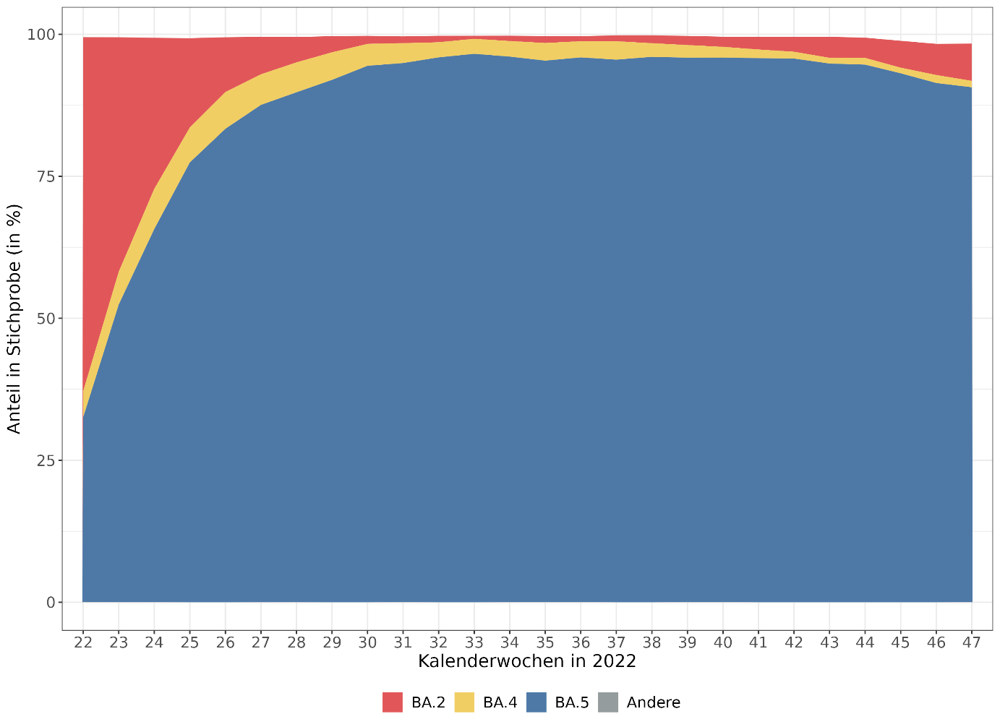 Anteil in Stichprobe (in %)
100
75
50
25
0
22 23 24 25 26 27 28 29 30 31 32 33 34 35 36 37 38 39 40 41 42 43 44 45 46 47
Kalenderwochen in 2022
BA.2 BA.4 BA.5 Andere